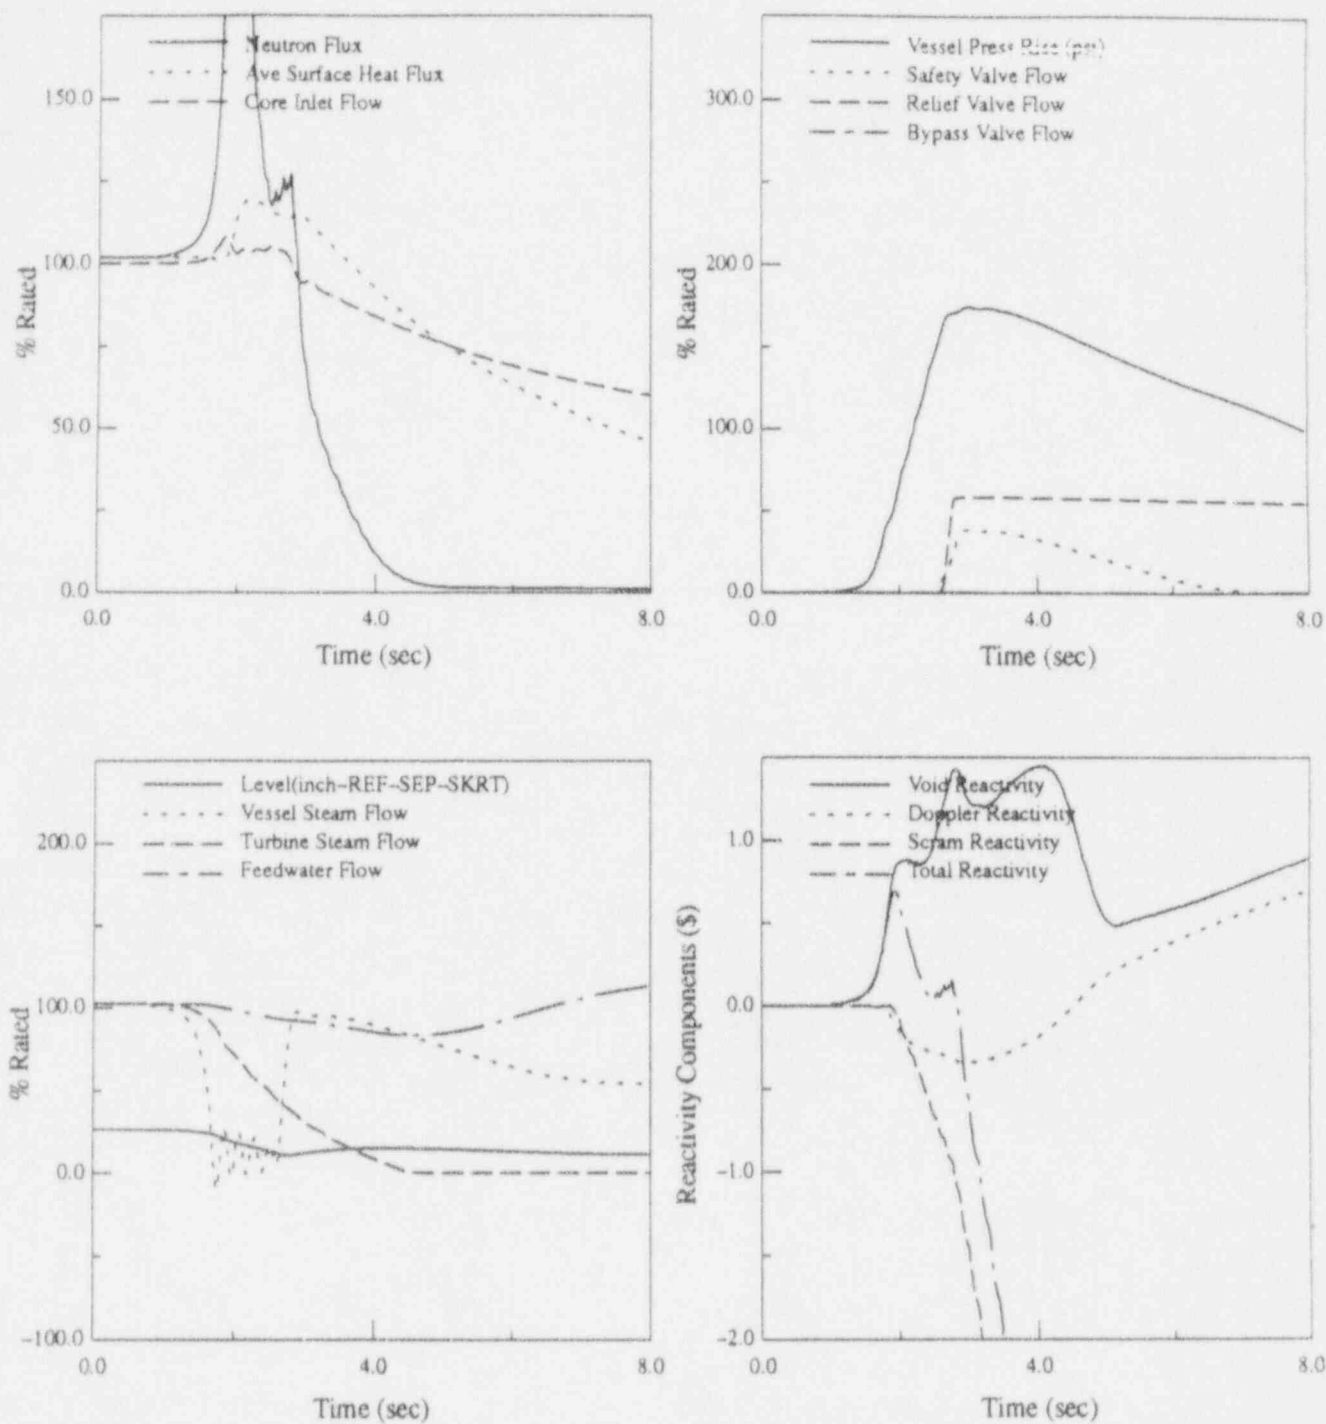 Neutron Flux
Ave Surface Heat Flux
Core Inlet Flow
150.0
100.0
50.0
0.0
% Rated
0.0
4.0
8.0
Time (sec)
Vessel Press Rise (psi)
Safety Valve Flow
Relief Valve Flow
Bypass Valve Flow
300.0
200.0
100.0
0.0
% Rated
0.0
4.0
8.0
Time (sec)
Level(inch-REF-SEP-SKRT)
Vessel Steam Flow
Turbine Steam Flow
Feedwater Flow
200.0
100.0
0.0
-100.0
% Rated
0.0
4.0
8.0
Time (sec)
Void Reactivity
Doppler Reactivity
Scram Reactivity
Total Reactivity
1.0
0.0
-1.0
-2.0
Reactivity Components ($)
0.0
4.0
8.0
Time (sec)